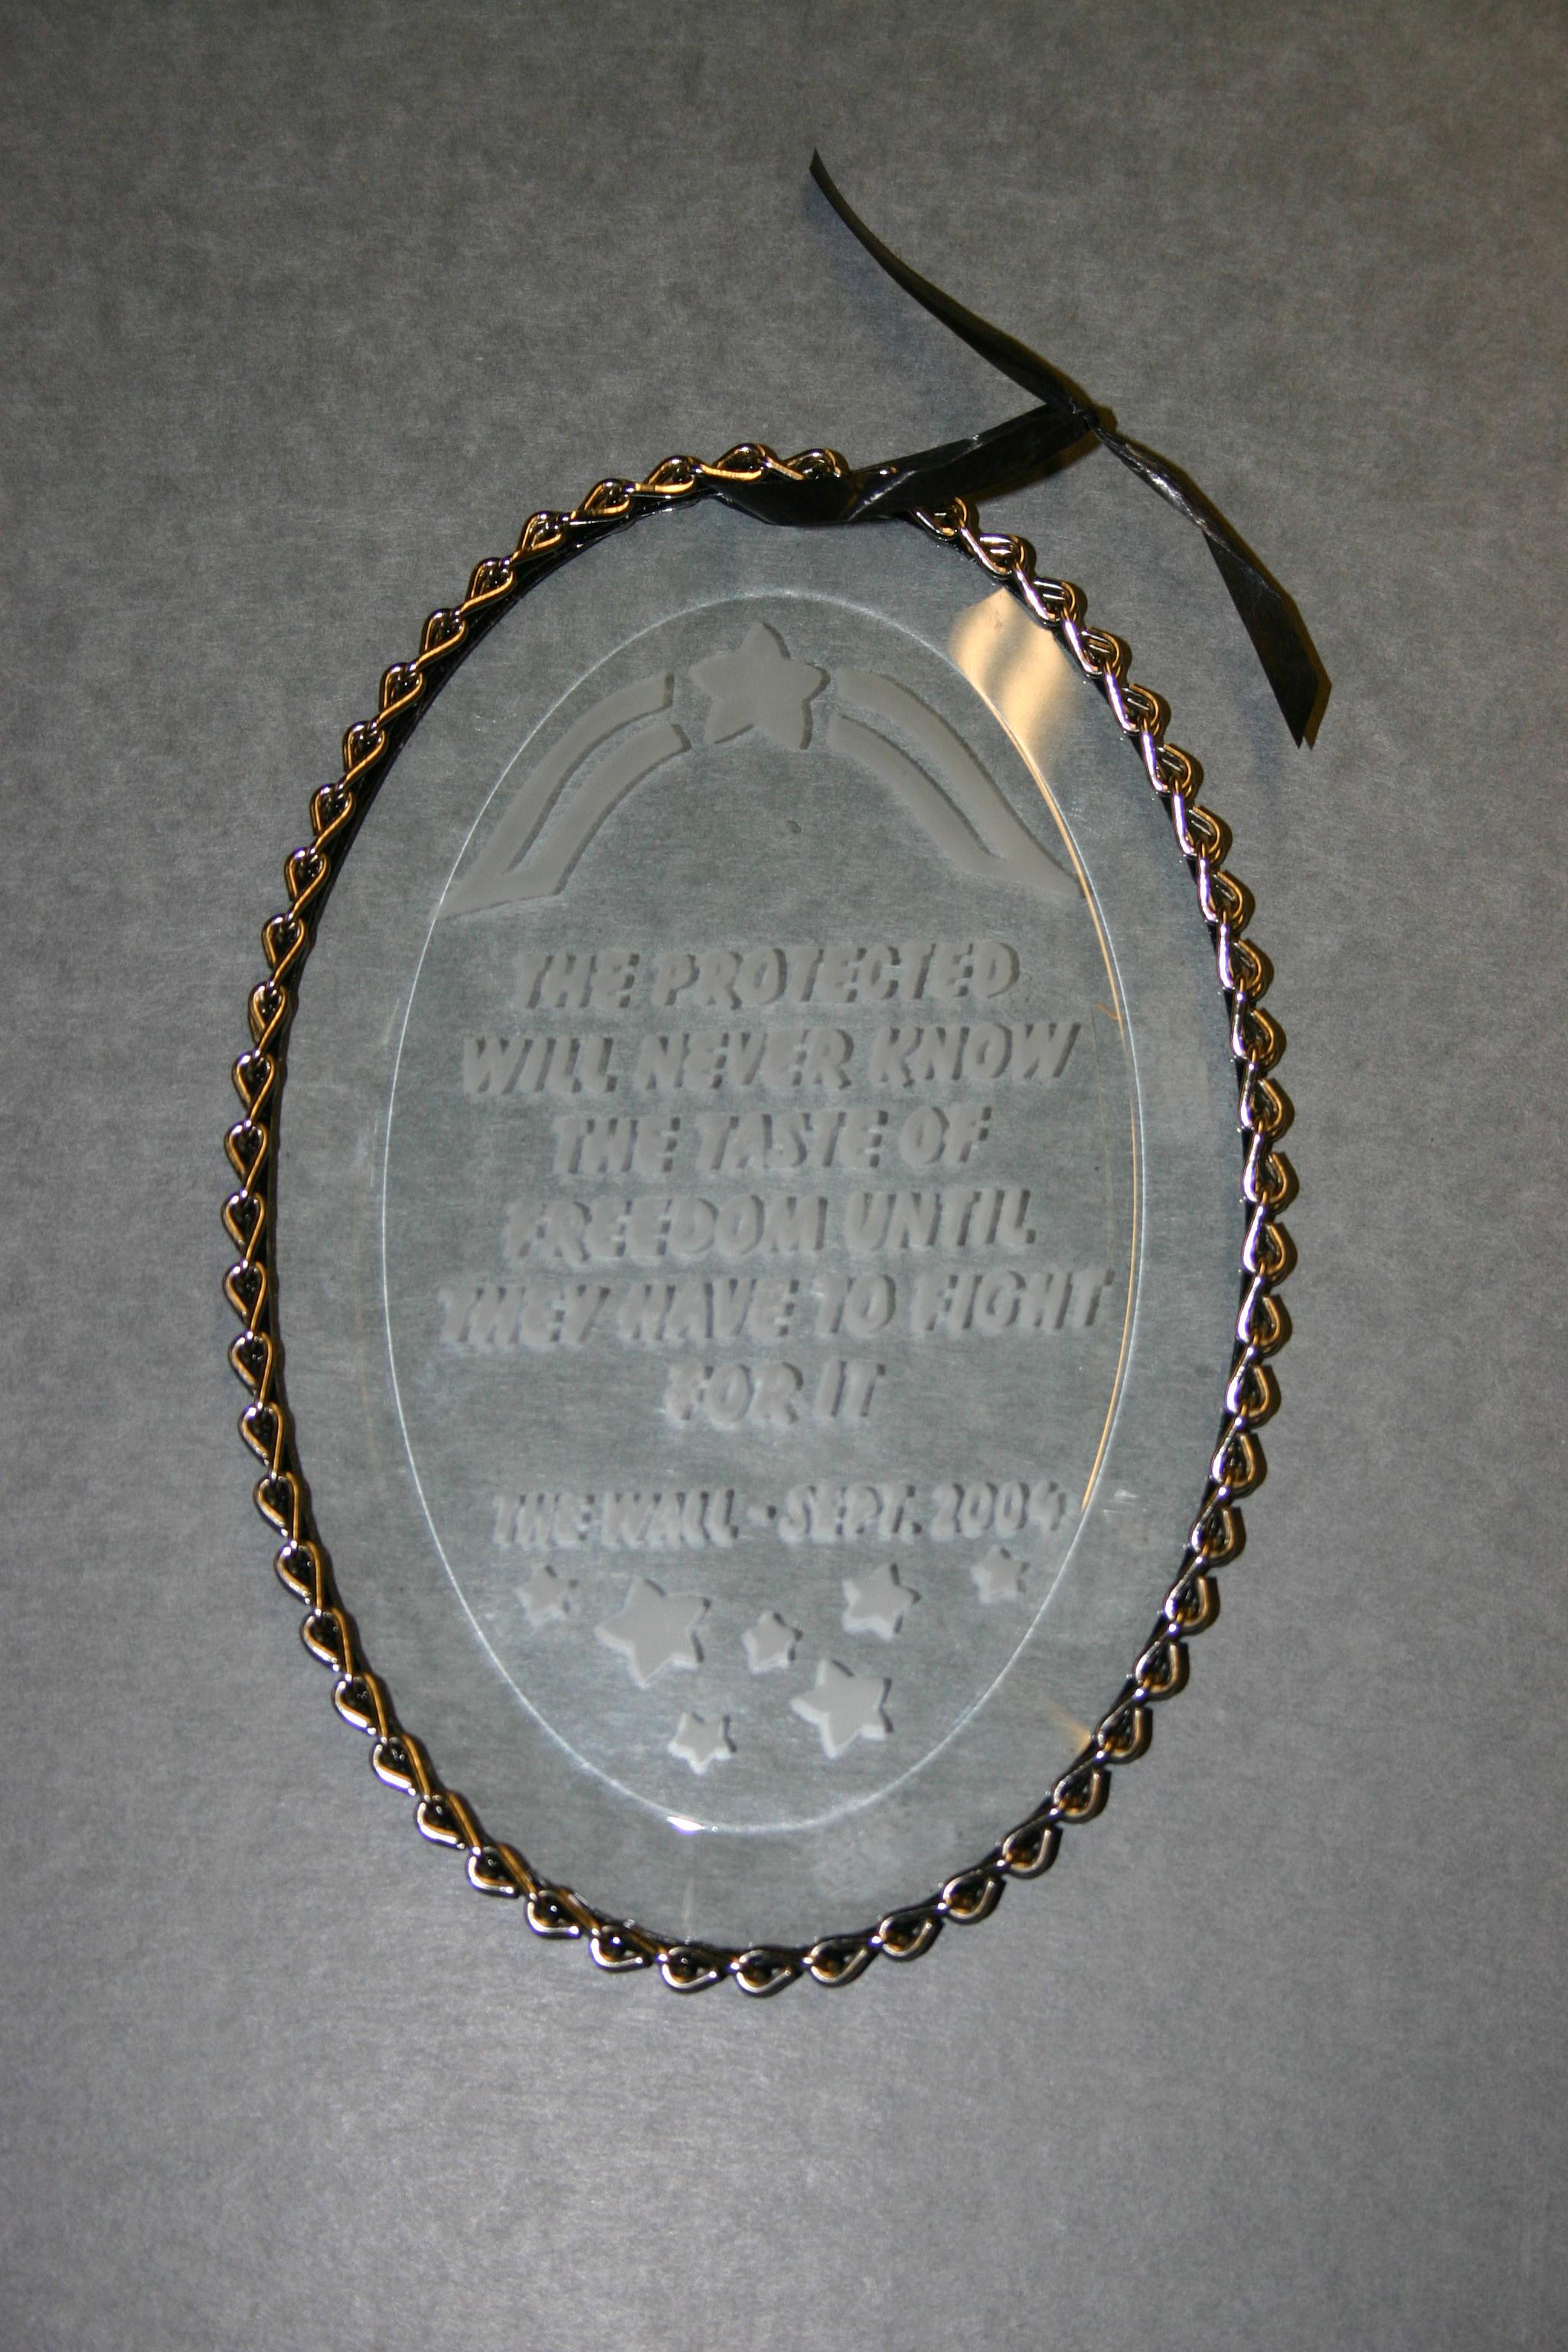 THE PROTECTED
WILL NEVER KNOW
THE TASTE OF
FREEDOM UNTIL
THEY HAVE TO FIGHT
FOR IT
THE WALL • SEPT. 2004